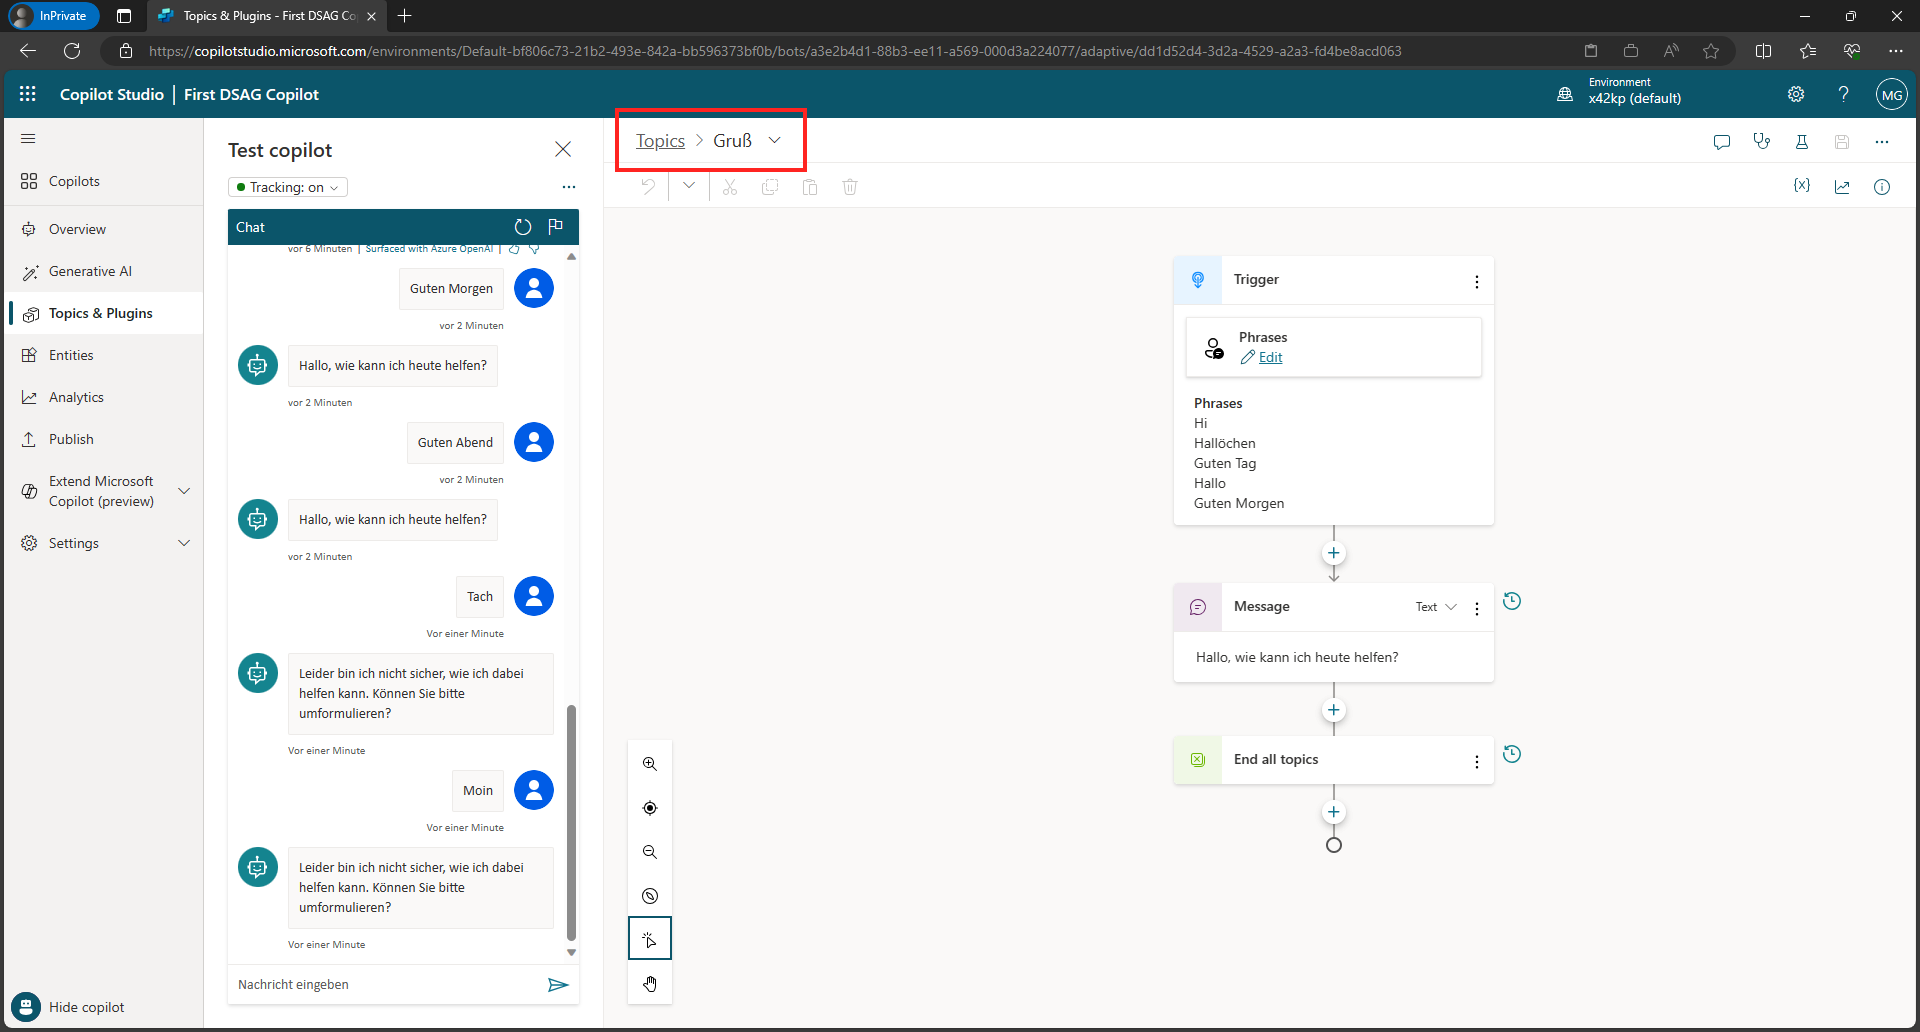 InPrivate
Topics & Plugins - First DSAG Co
https://copilotstudio.microsoft.com/environments/Default-bf806c73-21b2-493e-842a-bb596373bf0b/bots/a3e2b4d1-88b3-ee11-a569-000d3a224077/adaptive/dd1d52d4-3d2a-4529-a2a3-fd4be8acd063
Copilot Studio | First DSAG Copilot
Environment
x42kp (default)
?
MG
Copilots
Overview
Generative AI
Topics & Plugins
Entities
Analytics
Publish
Extend Microsoft
Copilot (preview)
Settings
Hide copilot
Test copilot
Tracking: on
Chat
vor 6 Minuten | Surfaced with Azure OpenAI |
Guten Morgen
vor 2 Minuten
Hallo, wie kann ich heute helfen?
vor 2 Minuten
Guten Abend
vor 2 Minuten
Hallo, wie kann ich heute helfen?
vor 2 Minuten
Tach
Vor einer Minute
Leider bin ich nicht sicher, wie ich dabei
helfen kann. Können Sie bitte
umformulieren?
Vor einer Minute
Moin
Vor einer Minute
Leider bin ich nicht sicher, wie ich dabei
helfen kann. Können Sie bitte
umformulieren?
Vor einer Minute
Nachricht eingeben
Topics > Gruß
{x}
Trigger
Phrases
Edit
Phrases
Hi
Hallöchen
Guten Tag
Hallo
Guten Morgen
Message
Text
Hallo, wie kann ich heute helfen?
End all topics